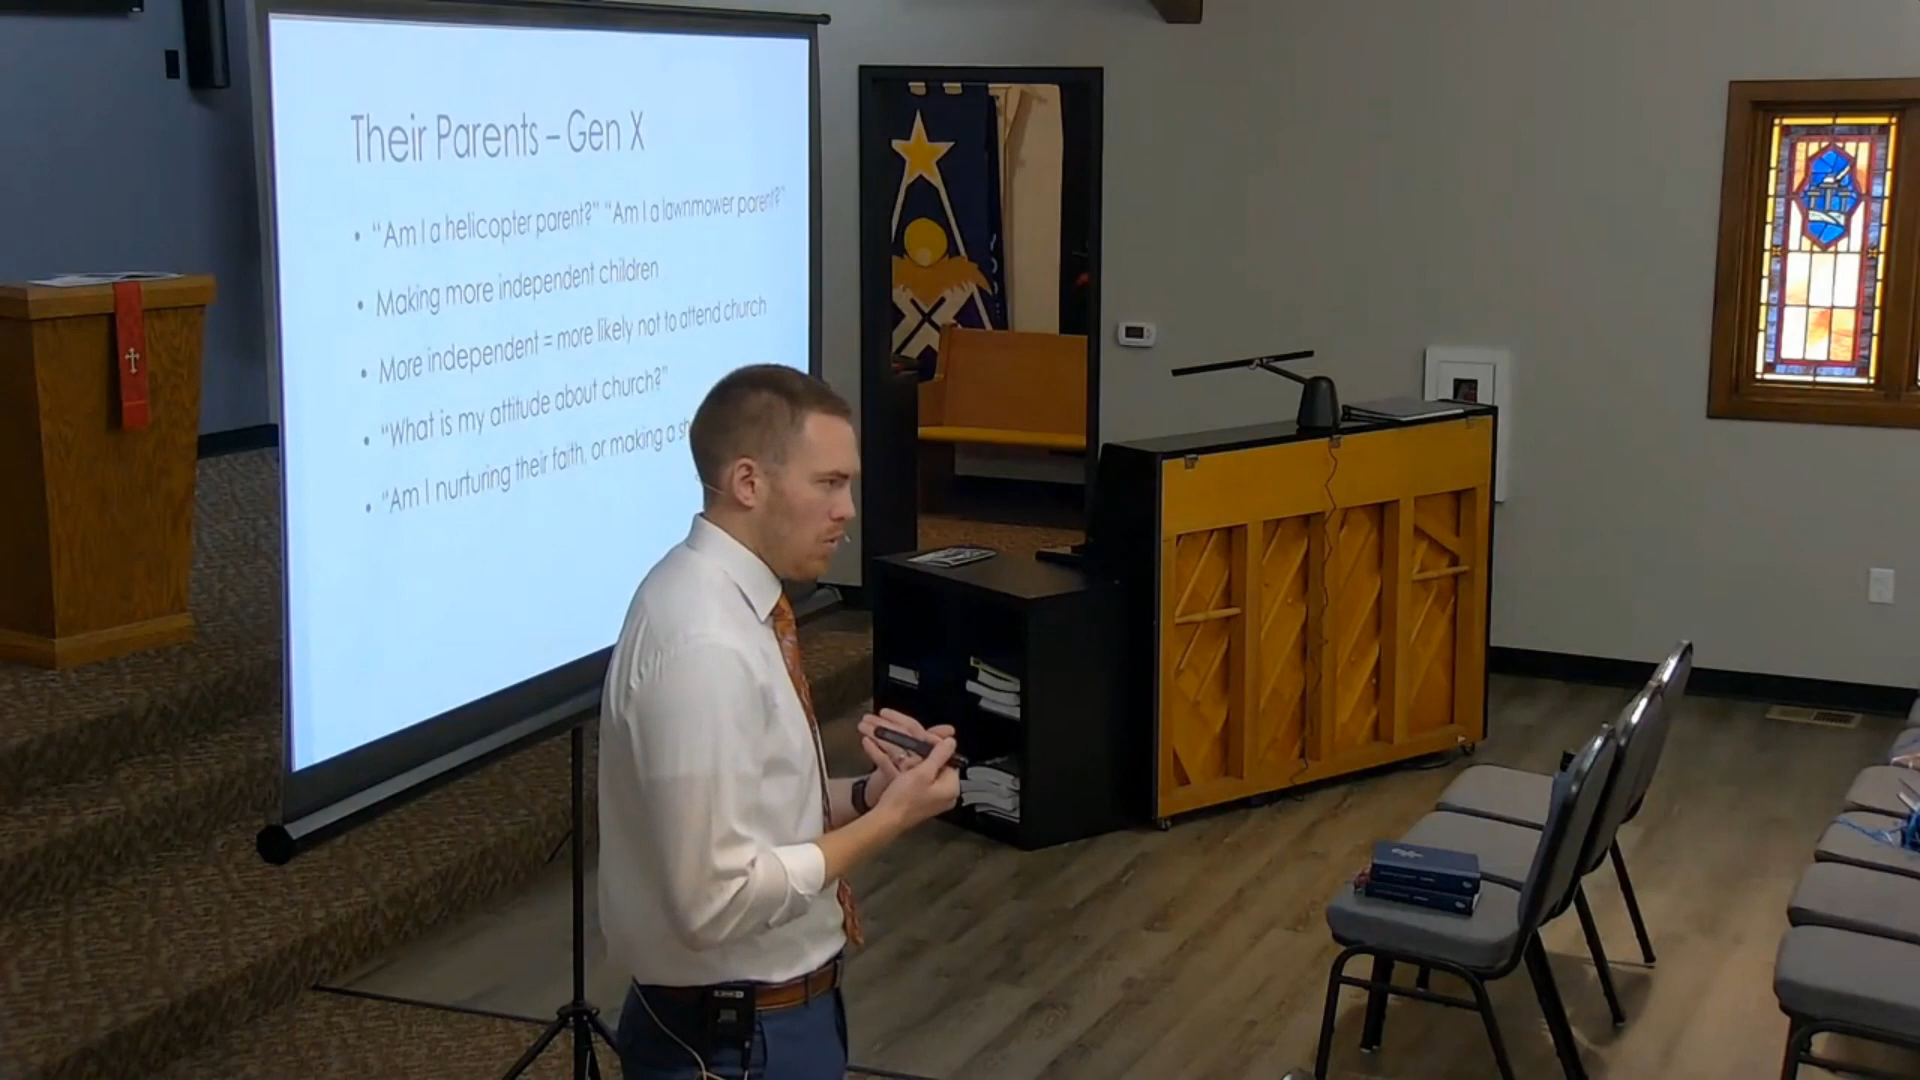 Their Parents – Gen X
• "Am I a helicopter parent?" "Am I a lawnmower parent?"
• Making more independent children
• More independent = more likely not to attend church
• "What is my attitude about church?"
• "Am I nurturing their faith, or making a